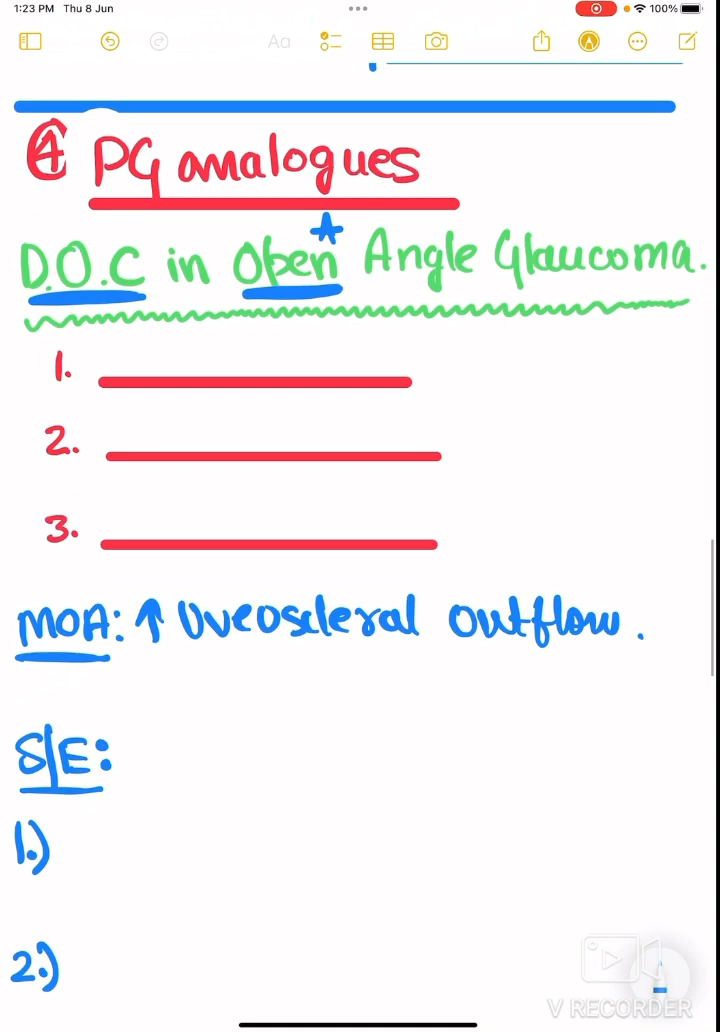 1:23 PM Thu 8 Jun 100%
Aa
4 PG analogues
D.O.C in Open Angle Glaucoma.
1.
2.
3.
MOA: ↑ Uveoscleral outflow.
S/E:
1.)
2.)
V RECORDER